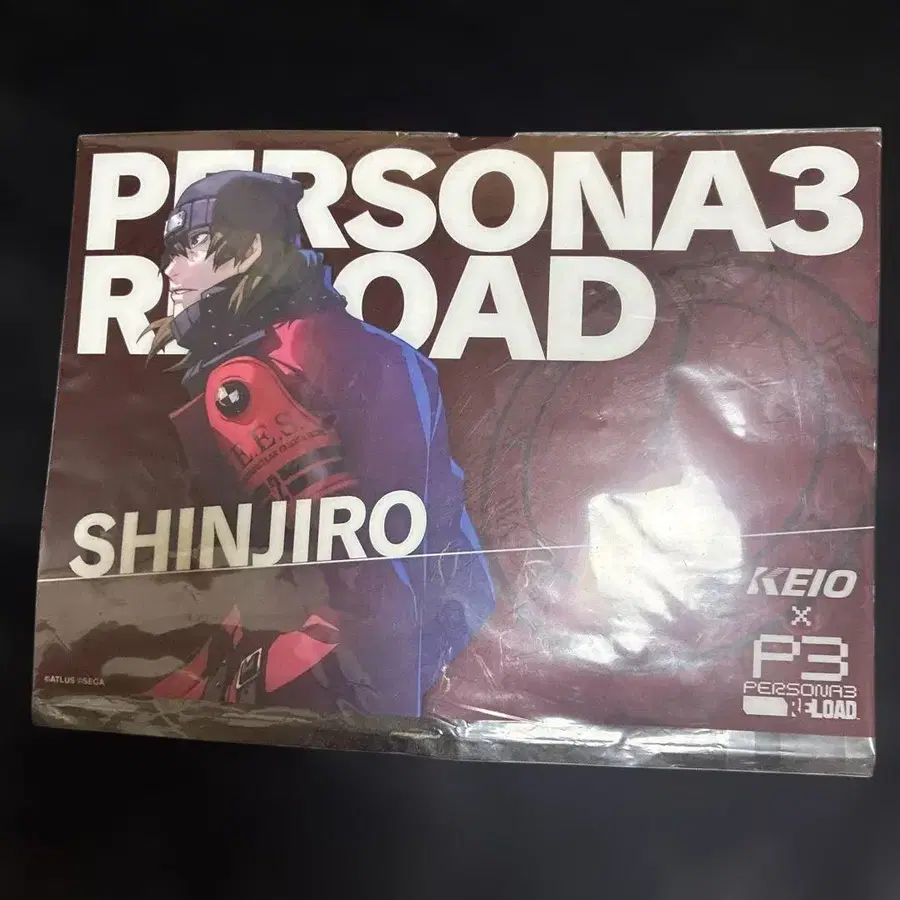 PERSONA3
RELOAD
E.E.S.
SHINJIRO
KEIO
x
P3
PERSONA3
RELOAD
©ATLUS ©SEGA